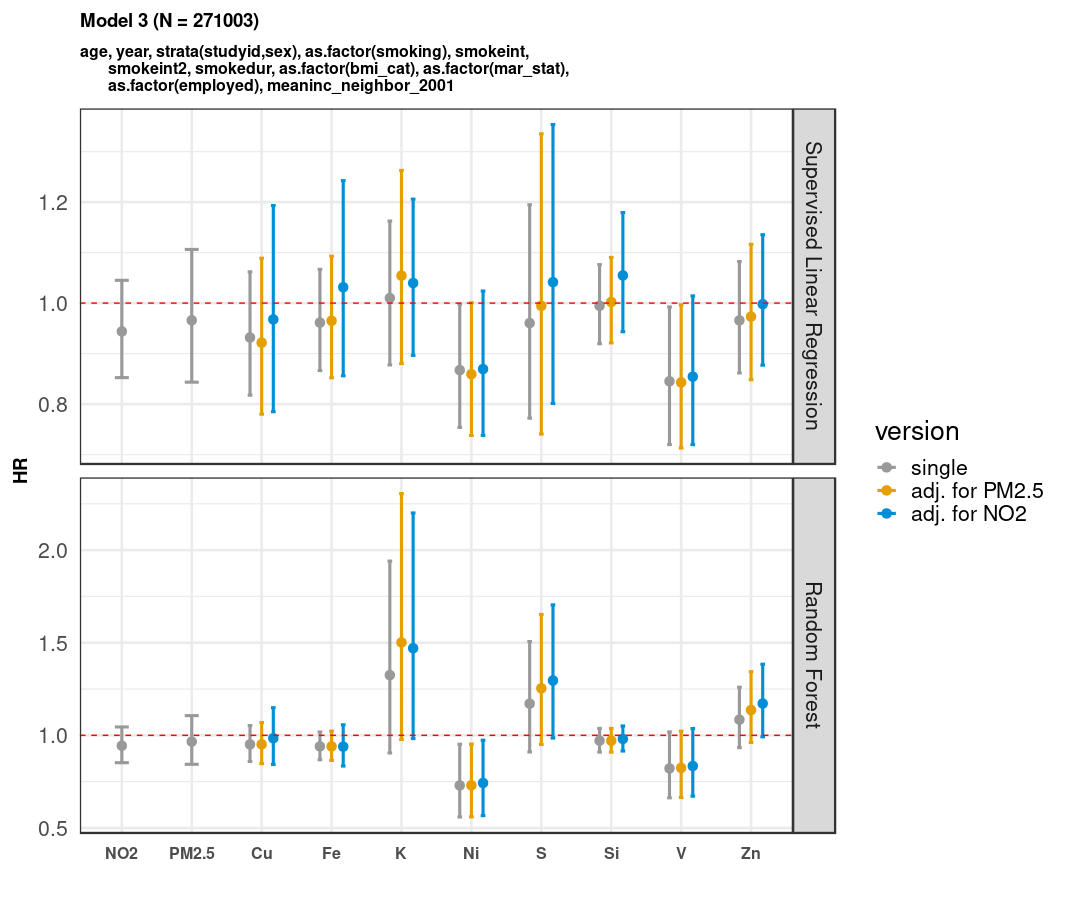 Model 3 (N = 271003)
age, year, strata(studyid,sex), as.factor(smoking), smokeint,
smokeint2, smokedur, as.factor(bmi_cat), as.factor(mar_stat),
as.factor(employed), meaninc_neighbor_2001
HR
1.2
1.0
0.8
Supervised Linear Regression
2.0
1.5
1.0
0.5
Random Forest
NO2 PM2.5 Cu Fe K Ni S Si V Zn
version
single
adj. for PM2.5
adj. for NO2